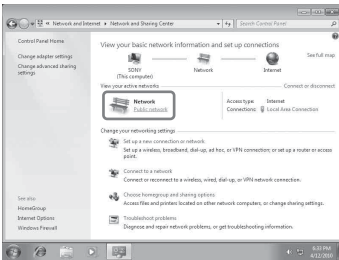 « Network and Internet ▸ Network and Sharing Center
Search Control Panel
Control Panel Home
Change adapter settings
Change advanced sharing
settings
View your basic network information and set up connections
See full map
SONY
(This computer)
Network
Internet
View your active networks
Connect or disconnect
Network
Public network
Access type: Internet
Connections: Local Area Connection
Change your networking settings
Set up a new connection or network
Set up a wireless, broadband, dial-up, ad hoc, or VPN connection; or set up a router or access
point.
Connect to a network
Connect or reconnect to a wireless, wired, dial-up, or VPN network connection.
Choose homegroup and sharing options
Access files and printers located on other network computers, or change sharing settings.
Troubleshoot problems
Diagnose and repair network problems, or get troubleshooting information.
See also
HomeGroup
Internet Options
Windows Firewall
6:33 PM
4/12/2010